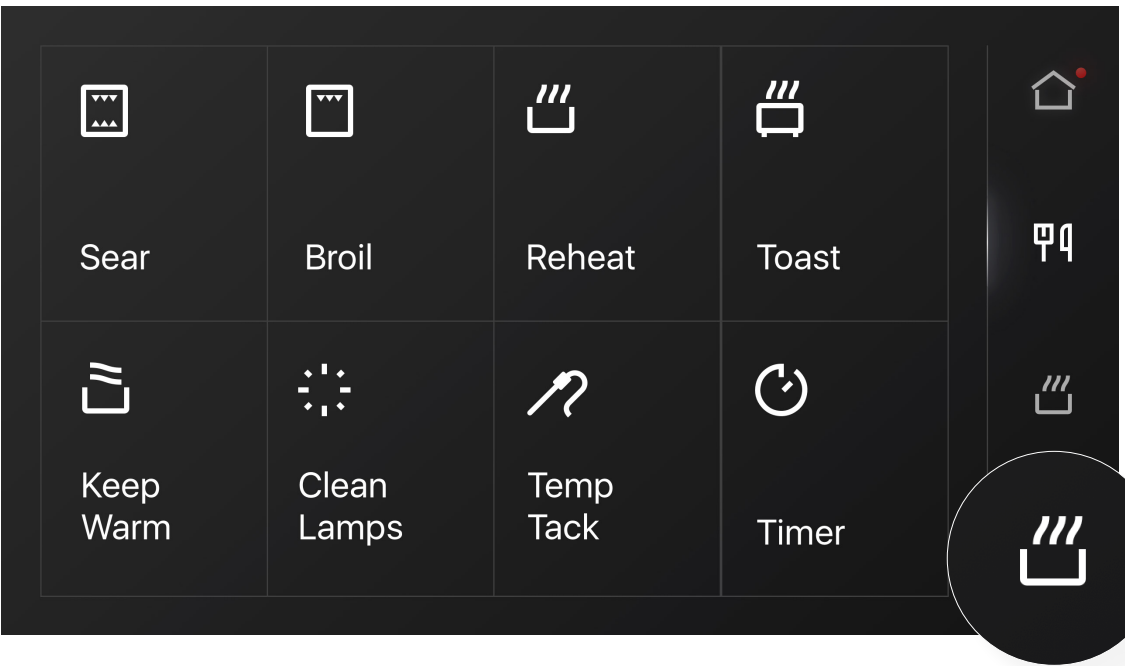 Sear
Broil
Reheat
Toast
Keep
Warm
Clean
Lamps
Temp
Tack
Timer